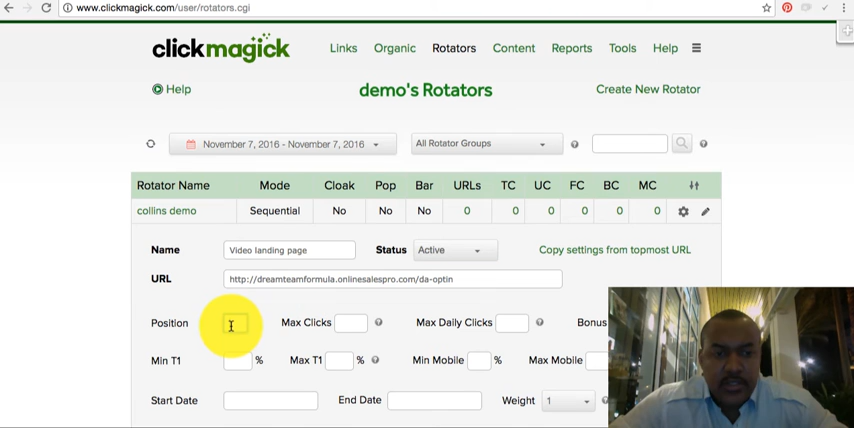 www.clickmagick.com/user/rotators.cgi
clickmagick Links Organic Rotators Content Reports Tools Help
Help demo's Rotators Create New Rotator
November 7, 2016 - November 7, 2016 All Rotator Groups
Rotator Name Mode Cloak Pop Bar URLs TC UC FC BC MC
collins demo Sequential No No No 0 0 0 0 0 0
Name Video landing page Status Active Copy settings from topmost URL
URL http://dreamteamformula.onlinesalespro.com/da-optin
Position Max Clicks Max Daily Clicks Bonus
Min T1 % Max T1 % Min Mobile % Max Mobile
Start Date End Date Weight 1